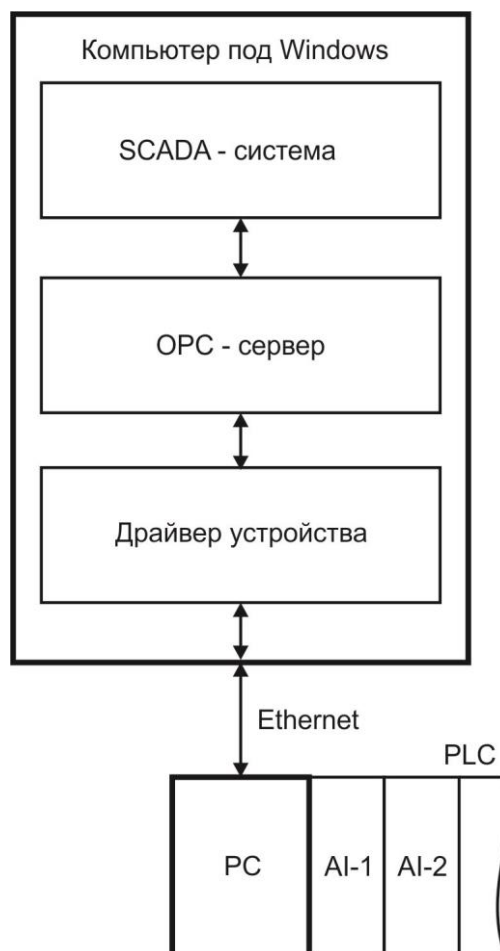 Компьютер под Windows
SCADA - система
OPC - сервер
Драйвер устройства
Ethernet
PLC
PC
AI-1
AI-2